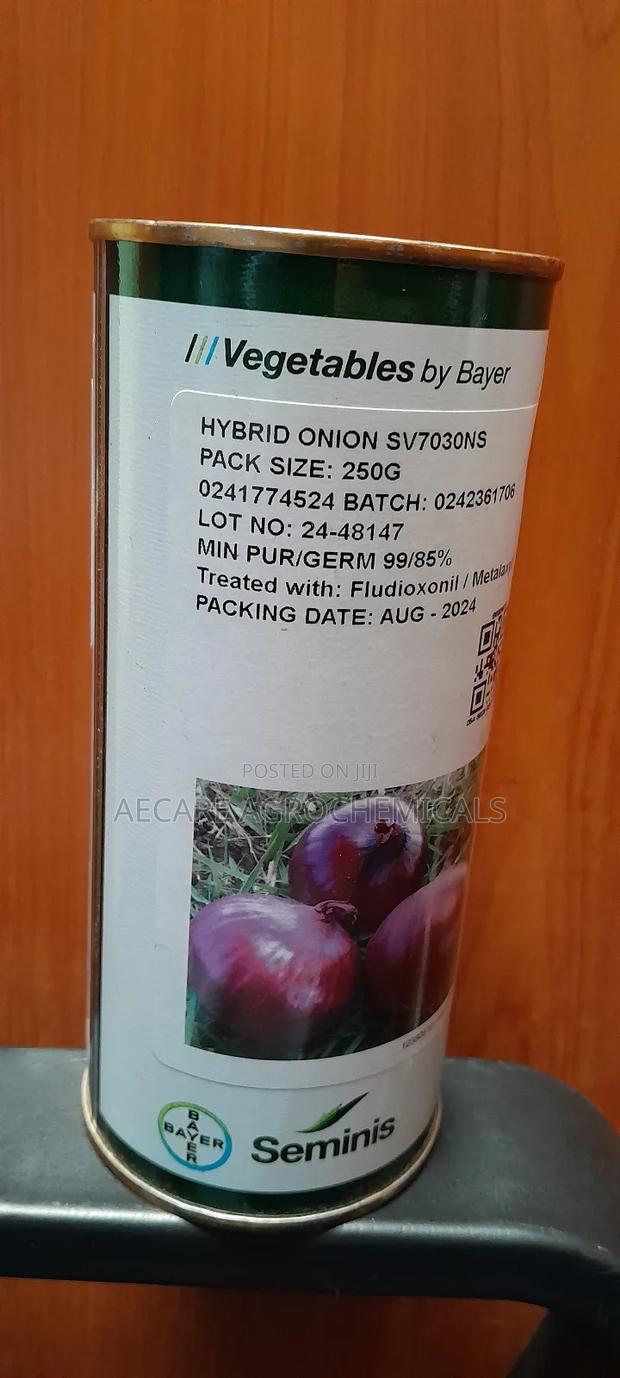 Vegetables by Bayer
HYBRID ONION SV7030NS
PACK SIZE: 250G
0241774524 BATCH: 0242361706
LOT NO: 24-48147
MIN PUR/GERM 99/85%
Treated with: Fludioxonil /
PACKING DATE: AUG - 2024
POSTED ON JIJI
AECARE AGROCHEMICALS
BAYER
BAYER
Seminis